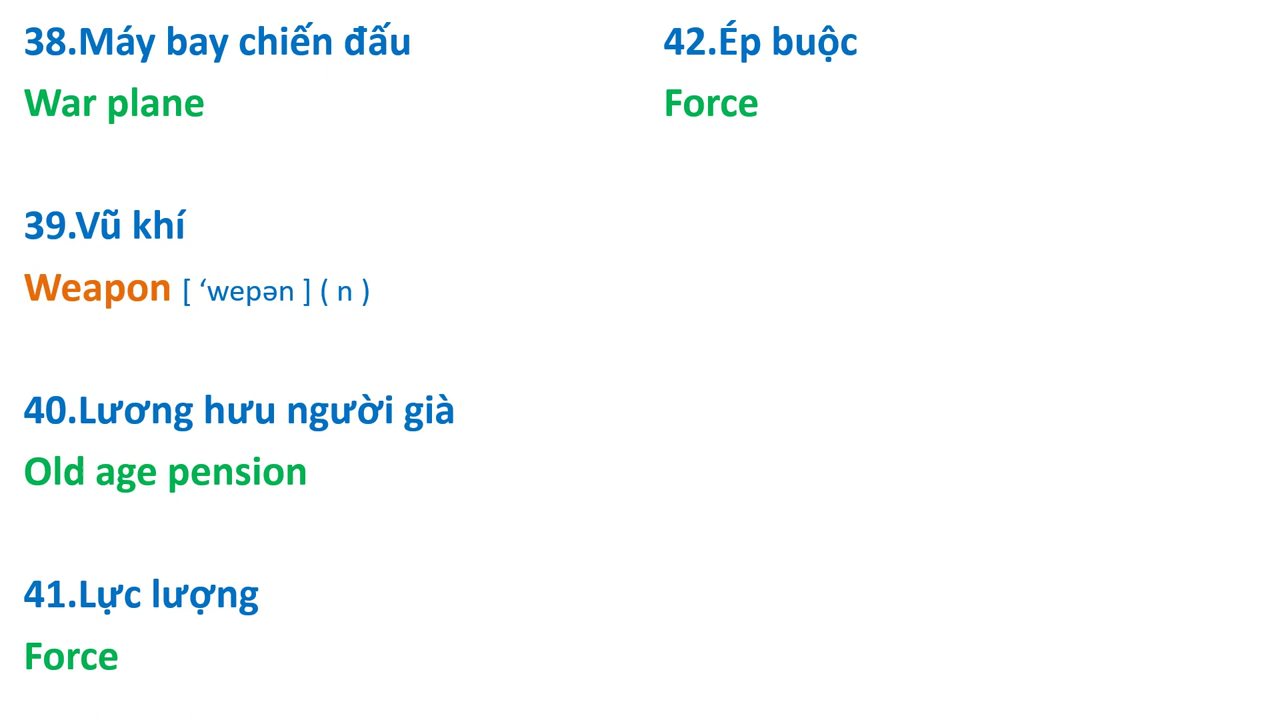 38.Máy bay chiến đấu
War plane
39.Vũ khí
Weapon [ ‘wepən ] ( n )
40.Lương hưu người già
Old age pension
41.Lực lượng
Force
42.Ép buộc
Force